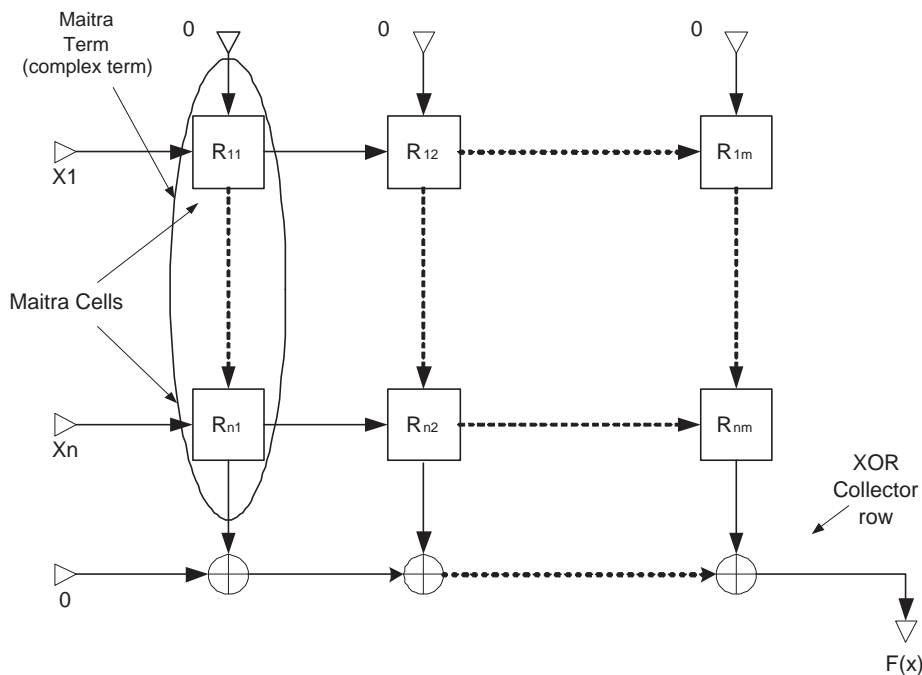 Maitra
Term
(complex term)
0
0
0
R11
R12
R1m
X1
Maitra Cells
Rn1
Rn2
Rnm
Xn
XOR
Collector
row
0
F(x)